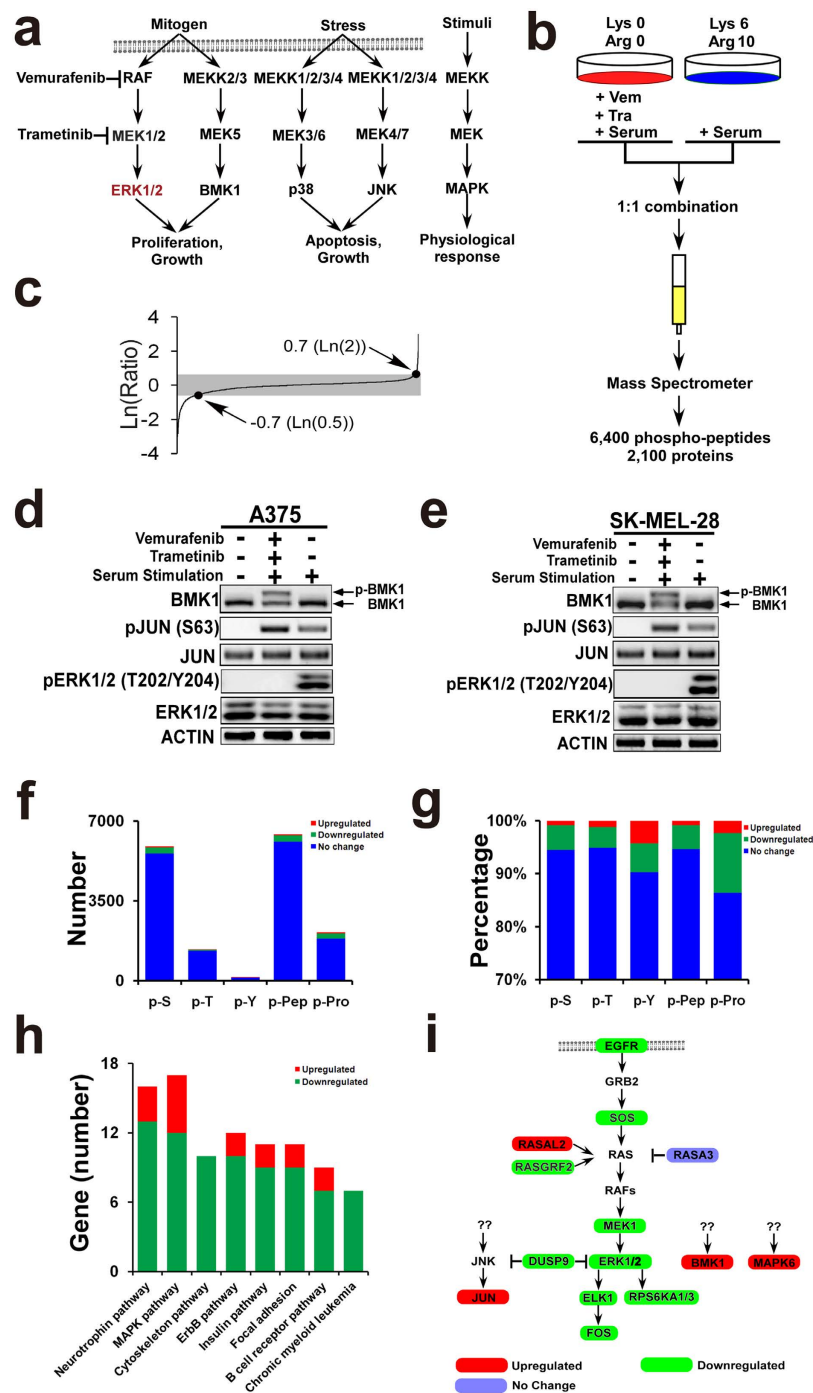 a
Mitogen
Stress
Stimuli
Vemurafenib
RAF
MEKK2/3
MEKK1/2/3/4
MEKK1/2/3/4
MEKK
Trametinib
MEK1/2
MEK5
MEK3/6
MEK4/7
MEK
ERK1/2
BMK1
p38
JNK
MAPK
Proliferation,
Growth
Apoptosis,
Growth
Physiological
response
b
Lys 0
Arg 0
Lys 6
Arg 10
+ Vem
+ Tra
+ Serum
+ Serum
1:1 combination
Mass Spectrometer
6,400 phospho-peptides
2,100 proteins
c
Ln(Ratio)
4
2
0
-2
-4
0.7 (Ln(2))
-0.7 (Ln(0.5))
d
A375
Vemurafenib - + -
Trametinib - + -
Serum Stimulation - + +
BMK1
p-BMK1
BMK1
pJUN (S63)
JUN
pERK1/2 (T202/Y204)
ERK1/2
ACTIN
e
SK-MEL-28
Vemurafenib - + -
Trametinib - + -
Serum Stimulation - + +
BMK1
p-BMK1
BMK1
pJUN (S63)
JUN
pERK1/2 (T202/Y204)
ERK1/2
ACTIN
f
Number
7000
3500
0
Upregulated
Downregulated
No change
p-S p-T p-Y p-Pep p-Pro
g
Percentage
100%
90%
80%
70%
Upregulated
Downregulated
No change
p-S p-T p-Y p-Pep p-Pro
h
Gene (number)
18
12
6
0
Upregulated
Downregulated
Neurotrophin pathway
MAPK pathway
Cytoskeleton pathway
ErbB pathway
Insulin pathway
Focal adhesion
B cell receptor pathway
Chronic myeloid leukemia
i
EGFR
GRB2
SOS
RASAL2
RASGRF2
RAS
RASA3
RAFs
MEK1
??
??
??
JNK
DUSP9
ERK1/2
BMK1
MAPK6
JUN
ELK1
RPS6KA1/3
FOS
Upregulated
Downregulated
No Change